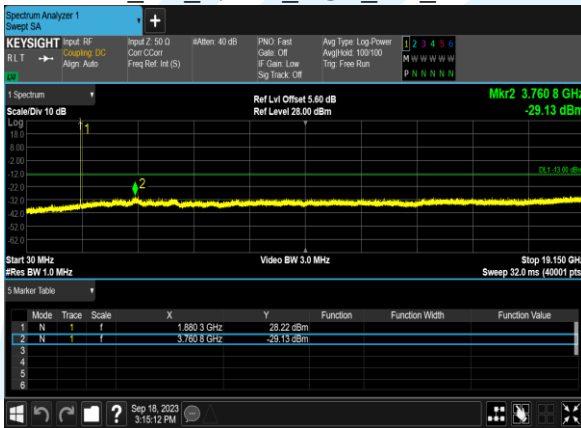 Spectrum Analyzer 1
Swept SA
+
KEYSIGHT Input: RF Input Z: 50 Ω #Atten: 40 dB PNO: Fast Avg Type: Log-Power 1 2 3 4 5 6
RLT Coupling: DC Corr CCorr Gate: Off Avg|Hold: 100/100 M W W W W W
Align: Auto Freq Ref: Int (S) IF Gain: Low Trig: Free Run
Sig Track: Off P N N N N N
LV
1 Spectrum Ref Lvl Offset 5.60 dB Mkr2 3.760 8 GHz
Scale/Div 10 dB Ref Level 28.00 dBm -29.13 dBm
Log
18.0 1
8.00
-2.00
-12.0 DL1 -13.00 dBm
-22.0 2
-32.0
-42.0
-52.0
-62.0
Start 30 MHz Video BW 3.0 MHz Stop 19.150 GHz
#Res BW 1.0 MHz Sweep 32.0 ms (40001 pts
5 Marker Table
Mode Trace Scale X Y Function Function Width Function Value
1 N 1 f 1.880 3 GHz 28.22 dBm
2 N 1 f 3.760 8 GHz -29.13 dBm
3
4
5
6
? Sep 18, 2023
3:15:12 PM